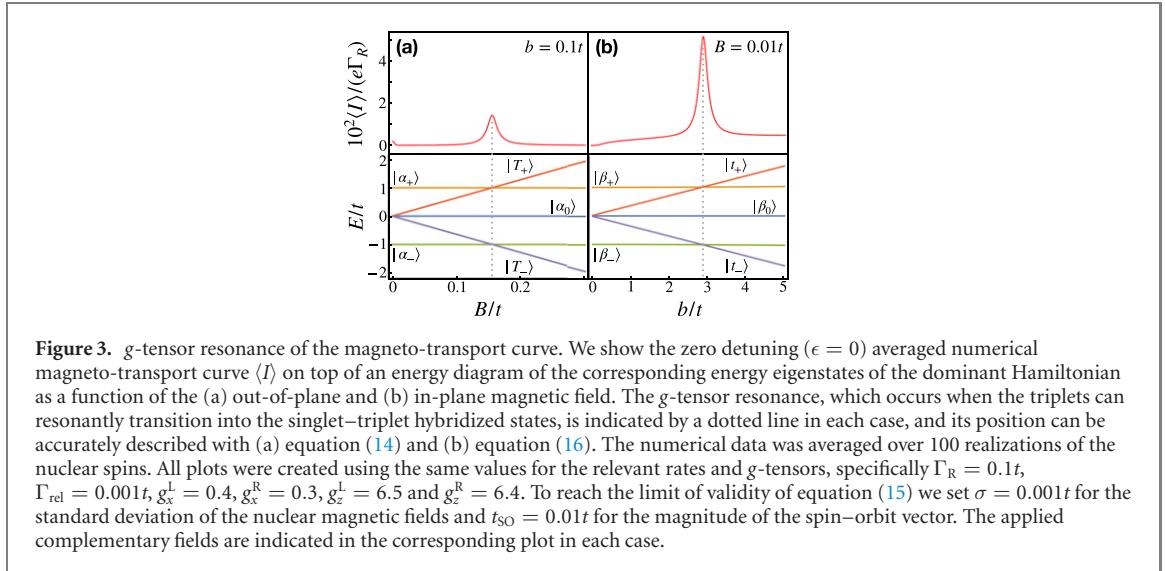 (a)
b = 0.1t
(b)
B = 0.01t
10²⟨I⟩/(eΓ_R)
4
2
0
|α₊⟩
|T₊⟩
|α₀⟩
|α₋⟩
|T₋⟩
|β₊⟩
|t₊⟩
|β₀⟩
|β₋⟩
|t₋⟩
E/t
2
1
0
−1
−2
0
0.1
0.2
0
1
2
3
4
5
B/t
b/t
Figure 3. g-tensor resonance of the magneto-transport curve. We show the zero detuning (ϵ = 0) averaged numerical
magneto-transport curve ⟨I⟩ on top of an energy diagram of the corresponding energy eigenstates of the dominant Hamiltonian
as a function of the (a) out-of-plane and (b) in-plane magnetic field. The g-tensor resonance, which occurs when the triplets can
resonantly transition into the singlet–triplet hybridized states, is indicated by a dotted line in each case, and its position can be
accurately described with (a) equation (14) and (b) equation (16). The numerical data was averaged over 100 realizations of the
nuclear spins. All plots were created using the same values for the relevant rates and g-tensors, specifically Γ_R = 0.1t,
Γ_rel = 0.001t, g_x^L = 0.4, g_x^R = 0.3, g_z^L = 6.5 and g_z^R = 6.4. To reach the limit of validity of equation (15) we set σ = 0.001t for the
standard deviation of the nuclear magnetic fields and t_SO = 0.01t for the magnitude of the spin–orbit vector. The applied
complementary fields are indicated in the corresponding plot in each case.